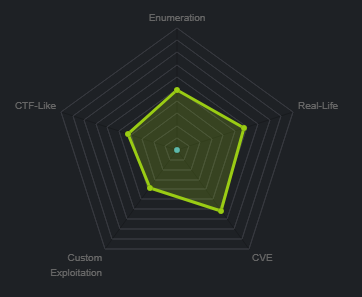 Enumeration
CTF-Like
Real-Life
Custom
Exploitation
CVE